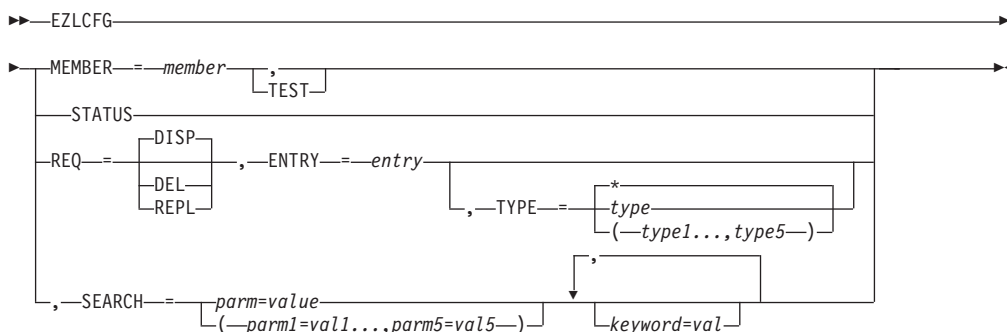 EZLCFG
MEMBER = member ,
TEST
STATUS
DISP
REQ = , ENTRY = entry
DEL
REPL
*
, TYPE = type
( type1...,type5 )
,
, SEARCH = parm=value
( parm1=val1...,parm5=val5 ) keyword=val